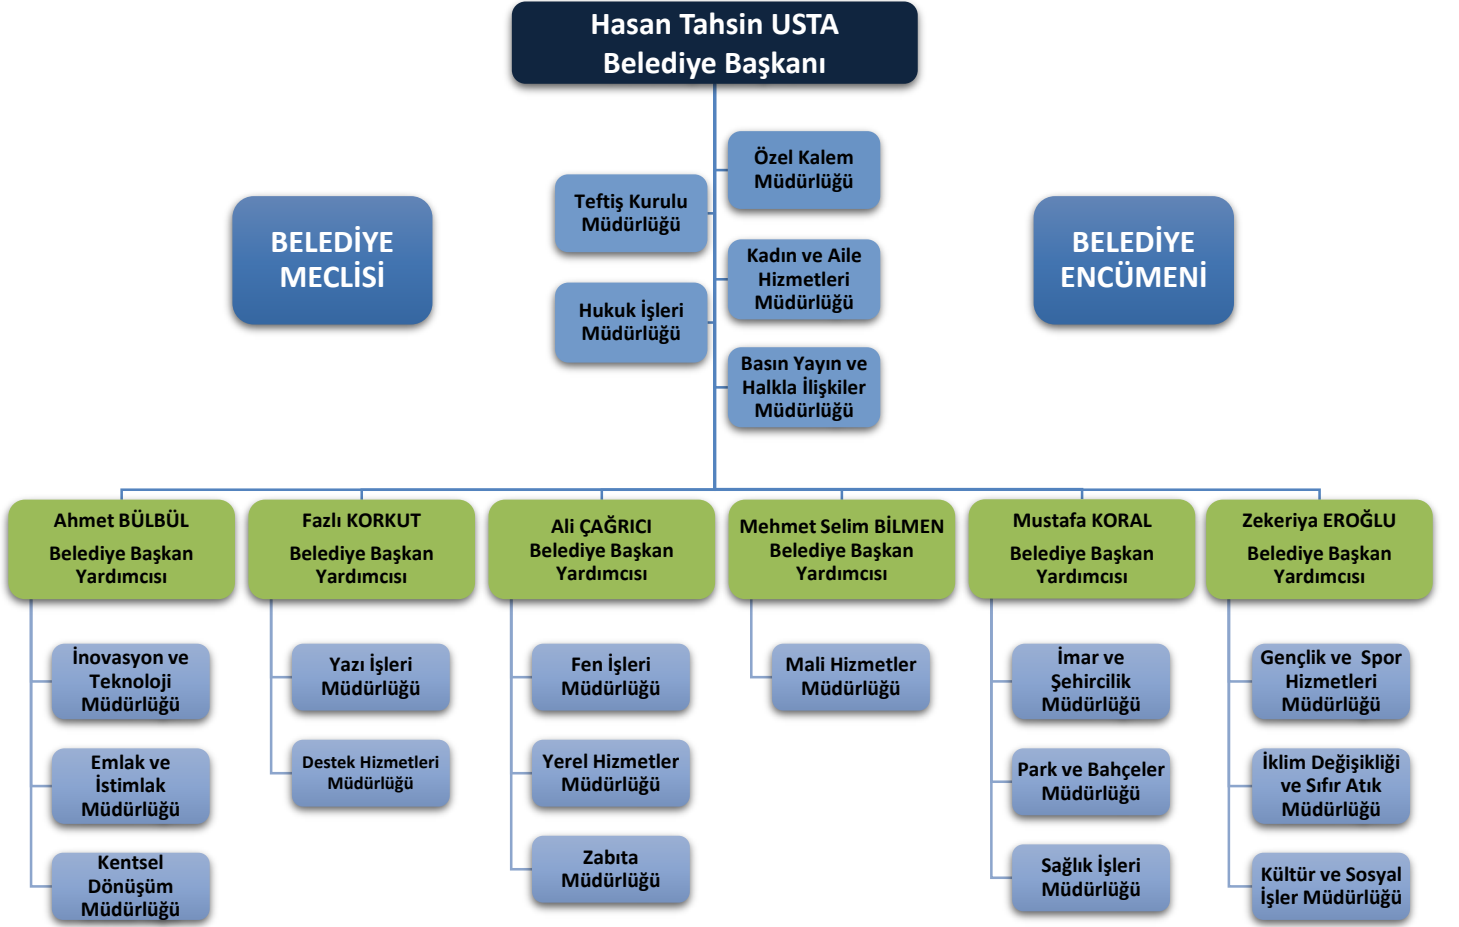 Hasan Tahsin USTA
Belediye Başkanı
Özel Kalem
Müdürlüğü
Teftiş Kurulu
Müdürlüğü
BELEDİYE
MECLİSİ
BELEDİYE
ENCÜMENİ
Kadın ve Aile
Hizmetleri
Müdürlüğü
Hukuk İşleri
Müdürlüğü
Basın Yayın ve
Halkla İlişkiler
Müdürlüğü
Ahmet BÜLBÜL
Belediye Başkan
Yardımcısı
Fazlı KORKUT
Belediye Başkan
Yardımcısı
Ali ÇAĞRICI
Belediye Başkan
Yardımcısı
Mehmet Selim BİLMEN
Belediye Başkan
Yardımcısı
Mustafa KORAL
Belediye Başkan
Yardımcısı
Zekeriya EROĞLU
Belediye Başkan
Yardımcısı
İnovasyon ve
Teknoloji
Müdürlüğü
Yazı İşleri
Müdürlüğü
Fen İşleri
Müdürlüğü
Mali Hizmetler
Müdürlüğü
İmar ve
Şehircilik
Müdürlüğü
Gençlik ve  Spor
Hizmetleri
Müdürlüğü
Emlak ve
İstimlak
Müdürlüğü
Destek Hizmetleri
Müdürlüğü
Yerel Hizmetler
Müdürlüğü
Park ve Bahçeler
Müdürlüğü
İklim Değişikliği
ve Sıfır Atık
Müdürlüğü
Kentsel
Dönüşüm
Müdürlüğü
Zabıta
Müdürlüğü
Sağlık İşleri
Müdürlüğü
Kültür ve Sosyal
İşler Müdürlüğü